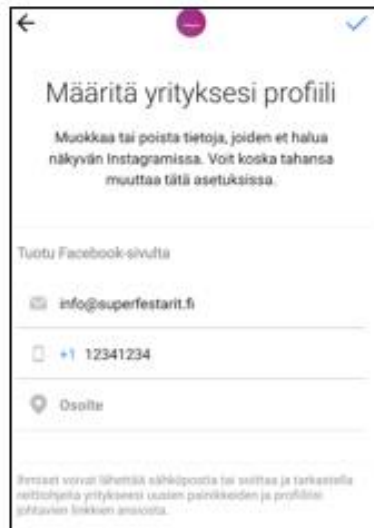 Määritä yrityksesi profiili
Muokkaa tai poista tietoja, joiden et halua
näkyvän Instagramissa. Voit koska tahansa
muuttaa tätä asetuksissa.
Tuotu Facebook-sivulta
info@superfestarit.fi
+1 12341234
Osoite
Ihmiset voivat lähettää sähköpostia tai soittaa ja tarkastella
reittiohjeita yritykseesi uusien painikkeiden ja profiiliisi
johtavien linkkien ansiosta.